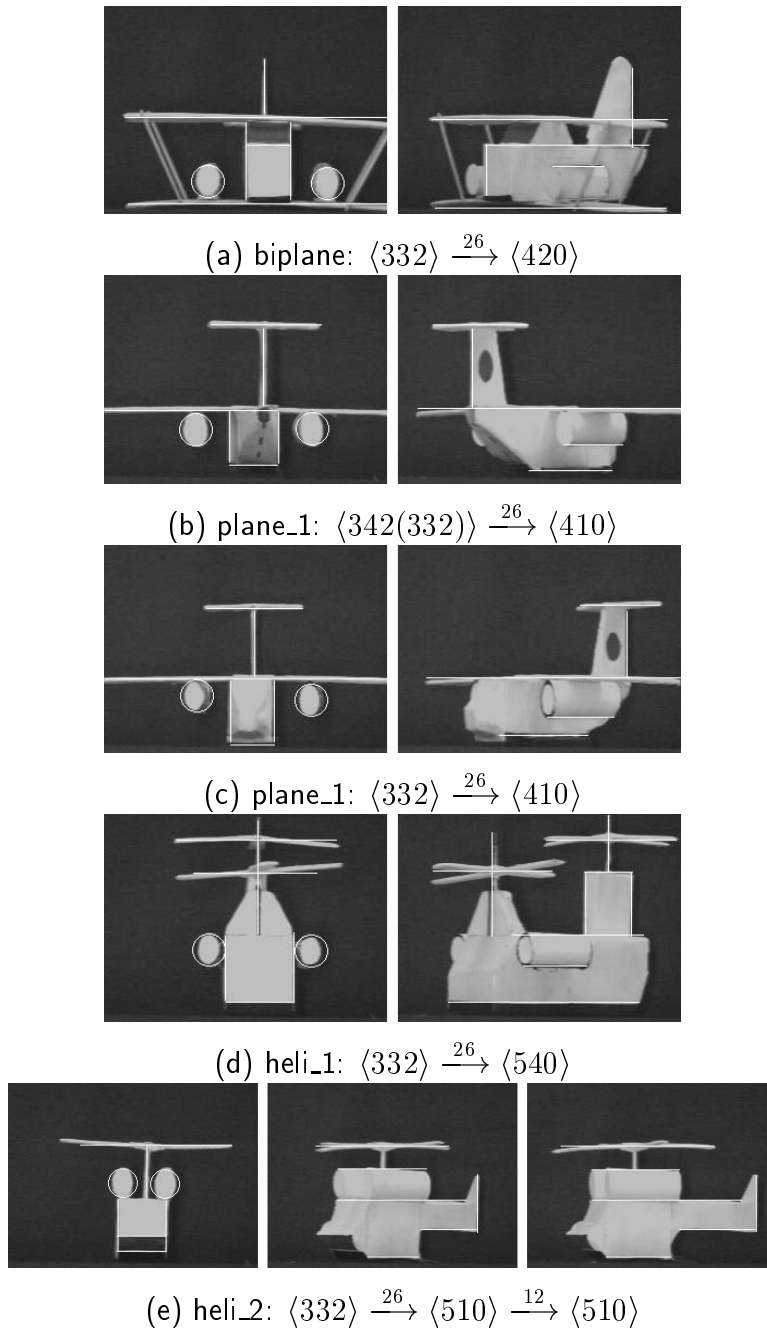 (a) biplane: ⟨332⟩ —26→ ⟨420⟩
(b) plane_1: ⟨342(332)⟩ —26→ ⟨410⟩
(c) plane_1: ⟨332⟩ —26→ ⟨410⟩
(d) heli_1: ⟨332⟩ —26→ ⟨540⟩
(e) heli_2: ⟨332⟩ —26→ ⟨510⟩ —12→ ⟨510⟩